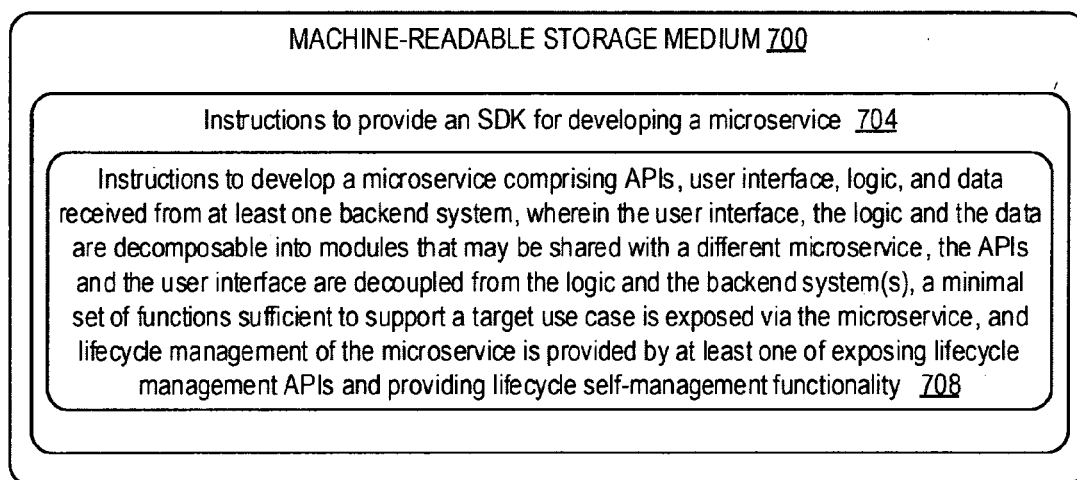 MACHINE-READABLE STORAGE MEDIUM 700
Instructions to provide an SDK for developing a microservice 704
Instructions to develop a microservice comprising APIs, user interface, logic, and data
received from at least one backend system, wherein the user interface, the logic and the data
are decomposable into modules that may be shared with a different microservice, the APIs
and the user interface are decoupled from the logic and the backend system(s), a minimal
set of functions sufficient to support a target use case is exposed via the microservice, and
lifecycle management of the microservice is provided by at least one of exposing lifecycle
management APIs and providing lifecycle self-management functionality 708